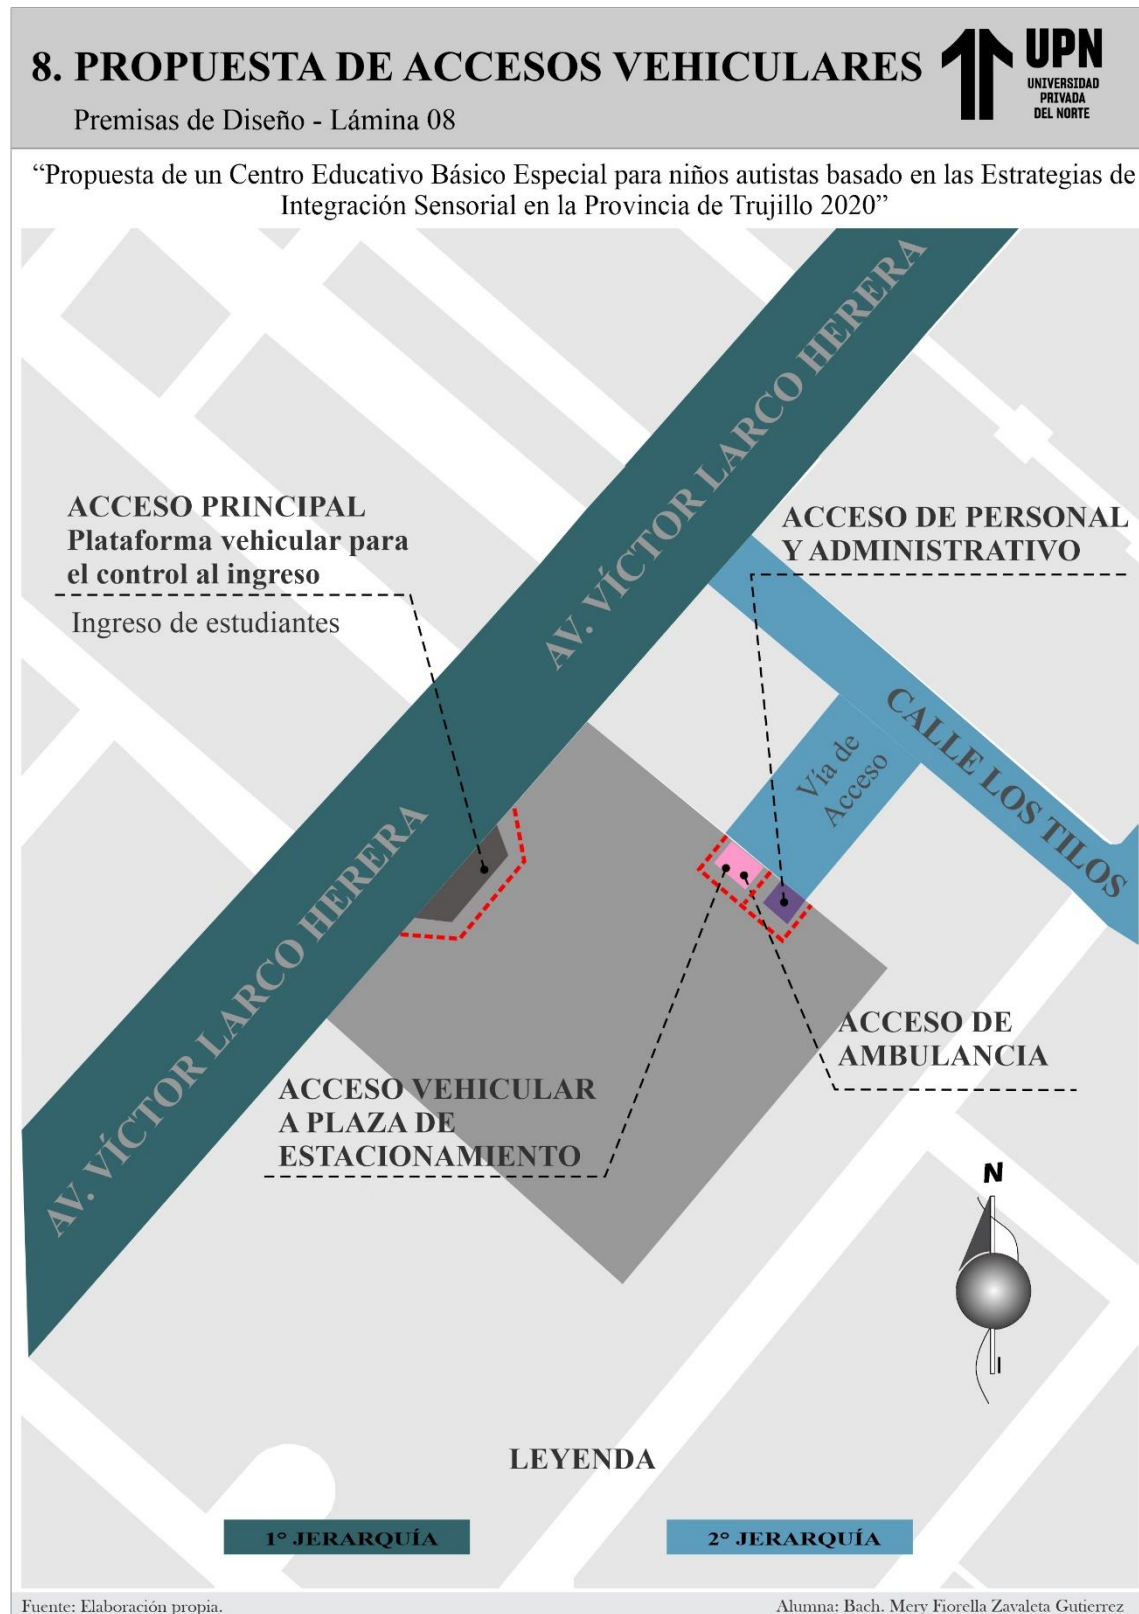 8. PROPUESTA DE ACCESOS VEHICULARES
Premisas de Diseño - Lámina 08
UPN
UNIVERSIDAD
PRIVADA
DEL NORTE
“Propuesta de un Centro Educativo Básico Especial para niños autistas basado en las Estrategias de
Integración Sensorial en la Provincia de Trujillo 2020”
AV. VÍCTOR LARCO HERERA
ACCESO PRINCIPAL
Plataforma vehicular para
el control al ingreso
Ingreso de estudiantes
ACCESO DE PERSONAL
Y ADMINISTRATIVO
CALLE LOS TILOS
Vía de
Acceso
AV. VÍCTOR LARCO HERERA
ACCESO DE
AMBULANCIA
ACCESO VEHICULAR
A PLAZA DE
ESTACIONAMIENTO
N
LEYENDA
1° JERARQUÍA
2° JERARQUÍA
Fuente: Elaboración propia.
Alumna: Bach. Mery Fiorella Zavaleta Gutierrez